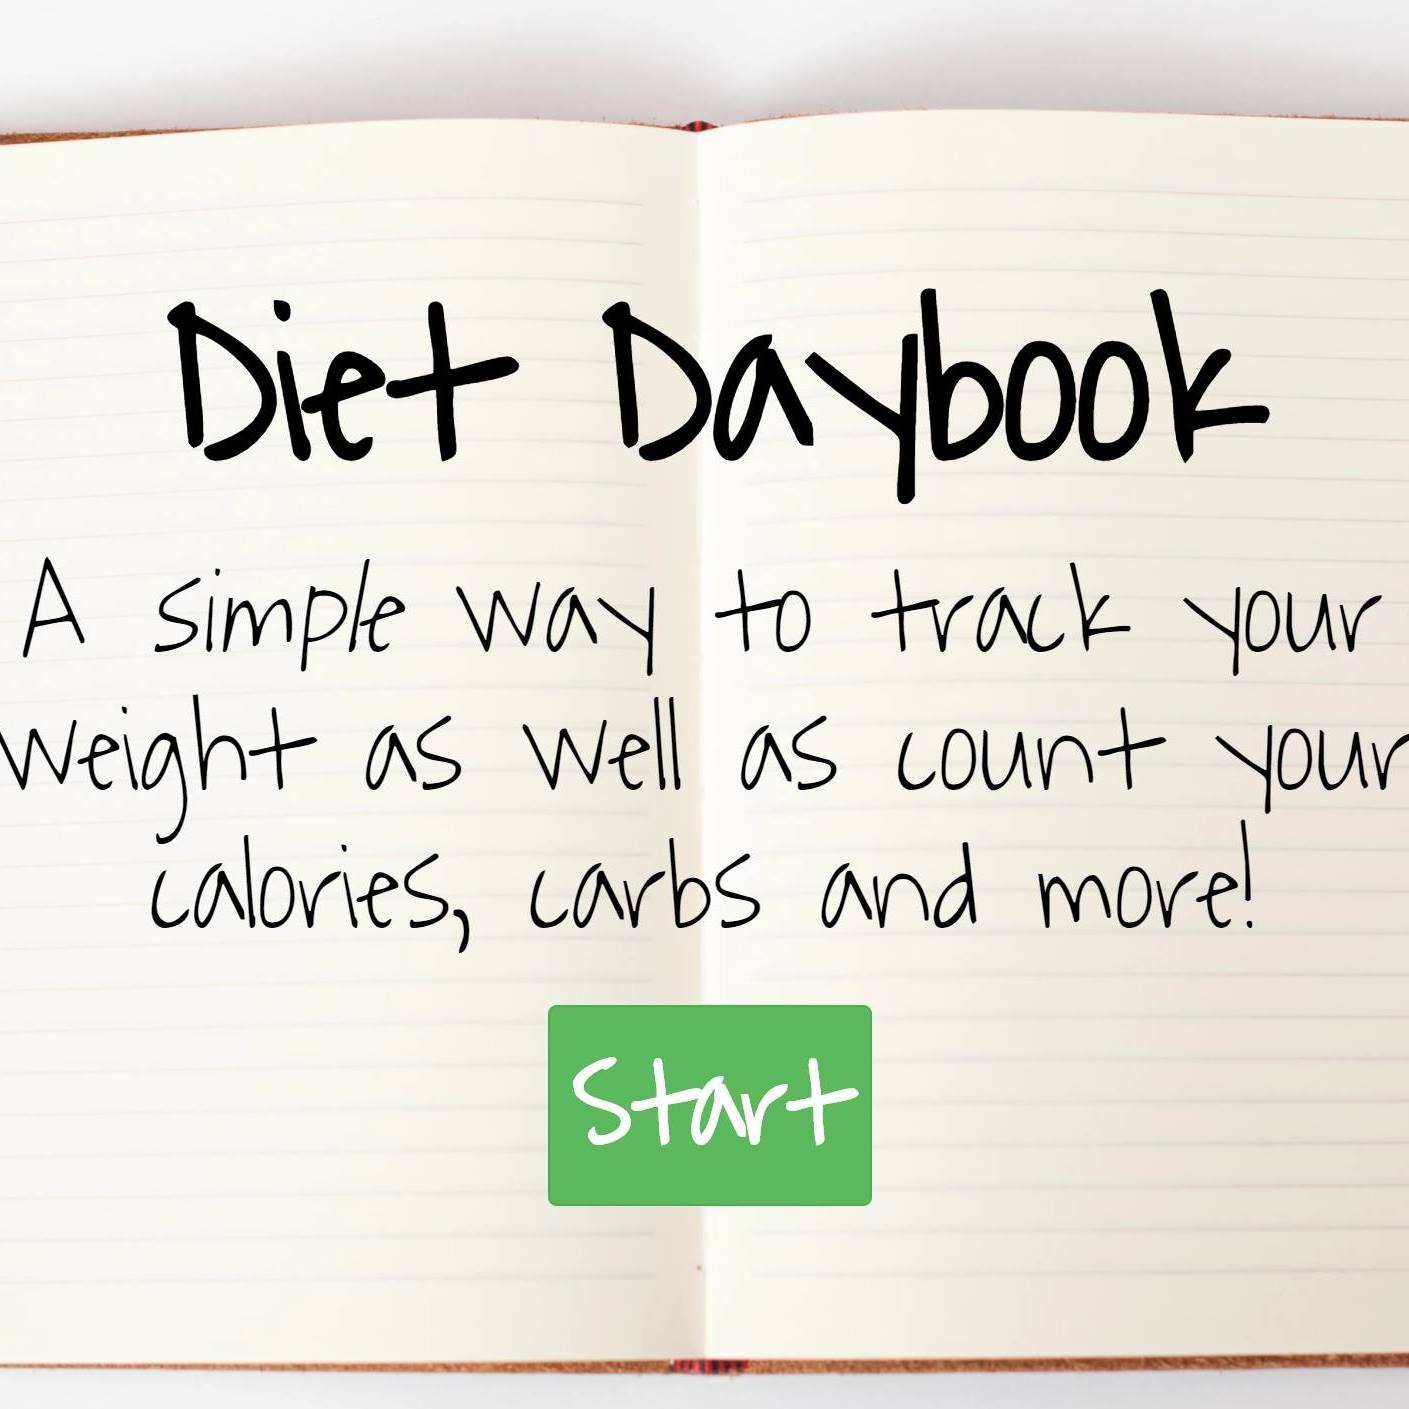 Diet Daybook
A simple way to track your
weight as well as count your
calories, carbs and more!
Start